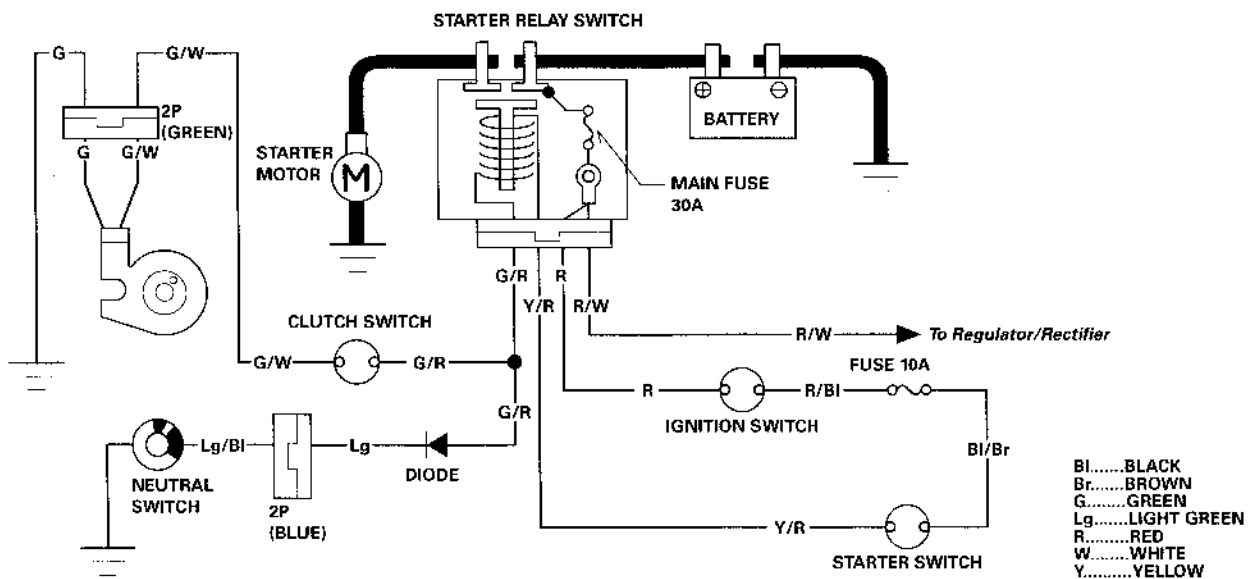 STARTER RELAY SWITCH
G
G/W
2P
(GREEN)
G
G/W
STARTER
MOTOR
M
BATTERY
MAIN FUSE
30A
G/R
R
Y/R
R/W
CLUTCH SWITCH
R/W
To Regulator/Rectifier
FUSE 10A
G/W
G/R
G/R
R
R/Bl
IGNITION SWITCH
Lg/Bl
Lg
DIODE
Bl/Br
NEUTRAL
SWITCH
2P
(BLUE)
Y/R
STARTER SWITCH
Bl.......BLACK
Br.......BROWN
G........GREEN
Lg.......LIGHT GREEN
R........RED
W........WHITE
Y..........YELLOW